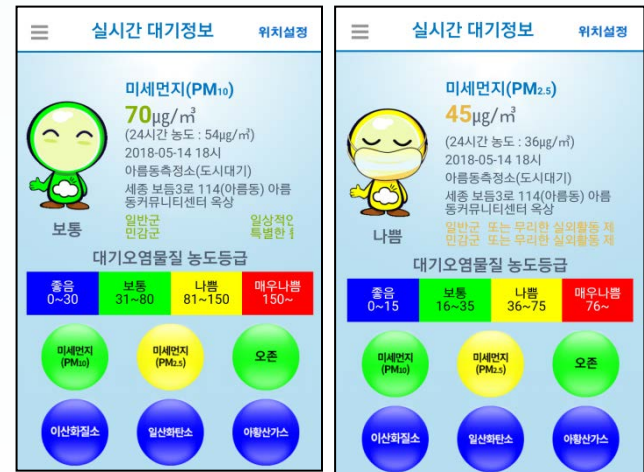 실시간 대기정보
위치설정
미세먼지(PM10)
70μg/㎥
(24시간 농도 : 54μg/㎥)
2018-05-14 18시
아름동측정소(도시대기)
세종 보듬3로 114(아름동) 아름
동커뮤니티센터 옥상
보통
일반군 일상적인
민감군 특별한
대기오염물질 농도등급
좋음 보통 나쁨 매우나쁨
0~30 31~80 81~150 150~
미세먼지 (PM10)
미세먼지 (PM2.5)
오존
이산화질소
일산화탄소
아황산가스
실시간 대기정보
위치설정
미세먼지(PM2.5)
45μg/㎥
(24시간 농도 : 36μg/㎥)
2018-05-14 18시
아름동측정소(도시대기)
세종 보듬3로 114(아름동) 아름
동커뮤니티센터 옥상
나쁨
일반군 또는 무리한 실외활동 제
민감군 또는 무리한 실외활동 제
대기오염물질 농도등급
좋음 보통 나쁨 매우나쁨
0~15 16~35 36~75 76~
미세먼지 (PM10)
미세먼지 (PM2.5)
오존
이산화질소
일산화탄소
아황산가스